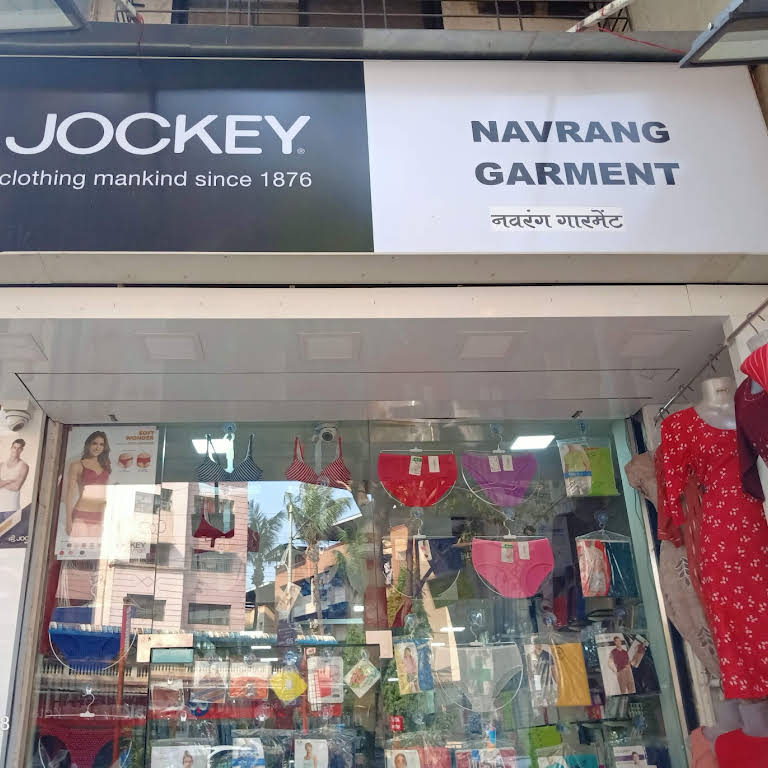 JOCKEY
clothing mankind since 1876
NAVRANG
GARMENT
नवरंग गारमेंट
SOFT
WONDER